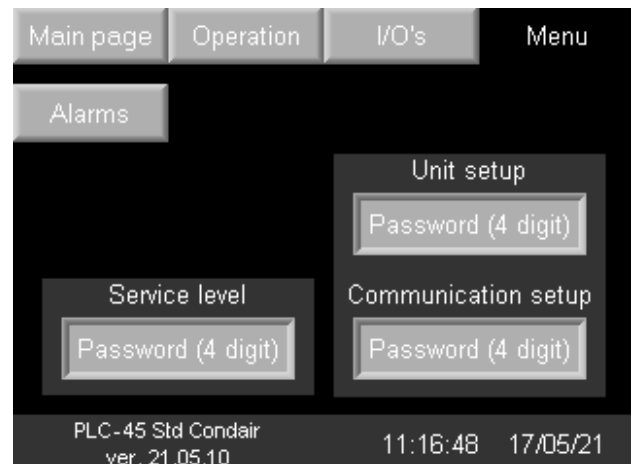 Main page Operation I/O's Menu
Alarms
Unit setup
Password (4 digit)
Service level Communication setup
Password (4 digit) Password (4 digit)
PLC-45 Std Condair
ver. 21.05.10 11:16:48 17/05/21